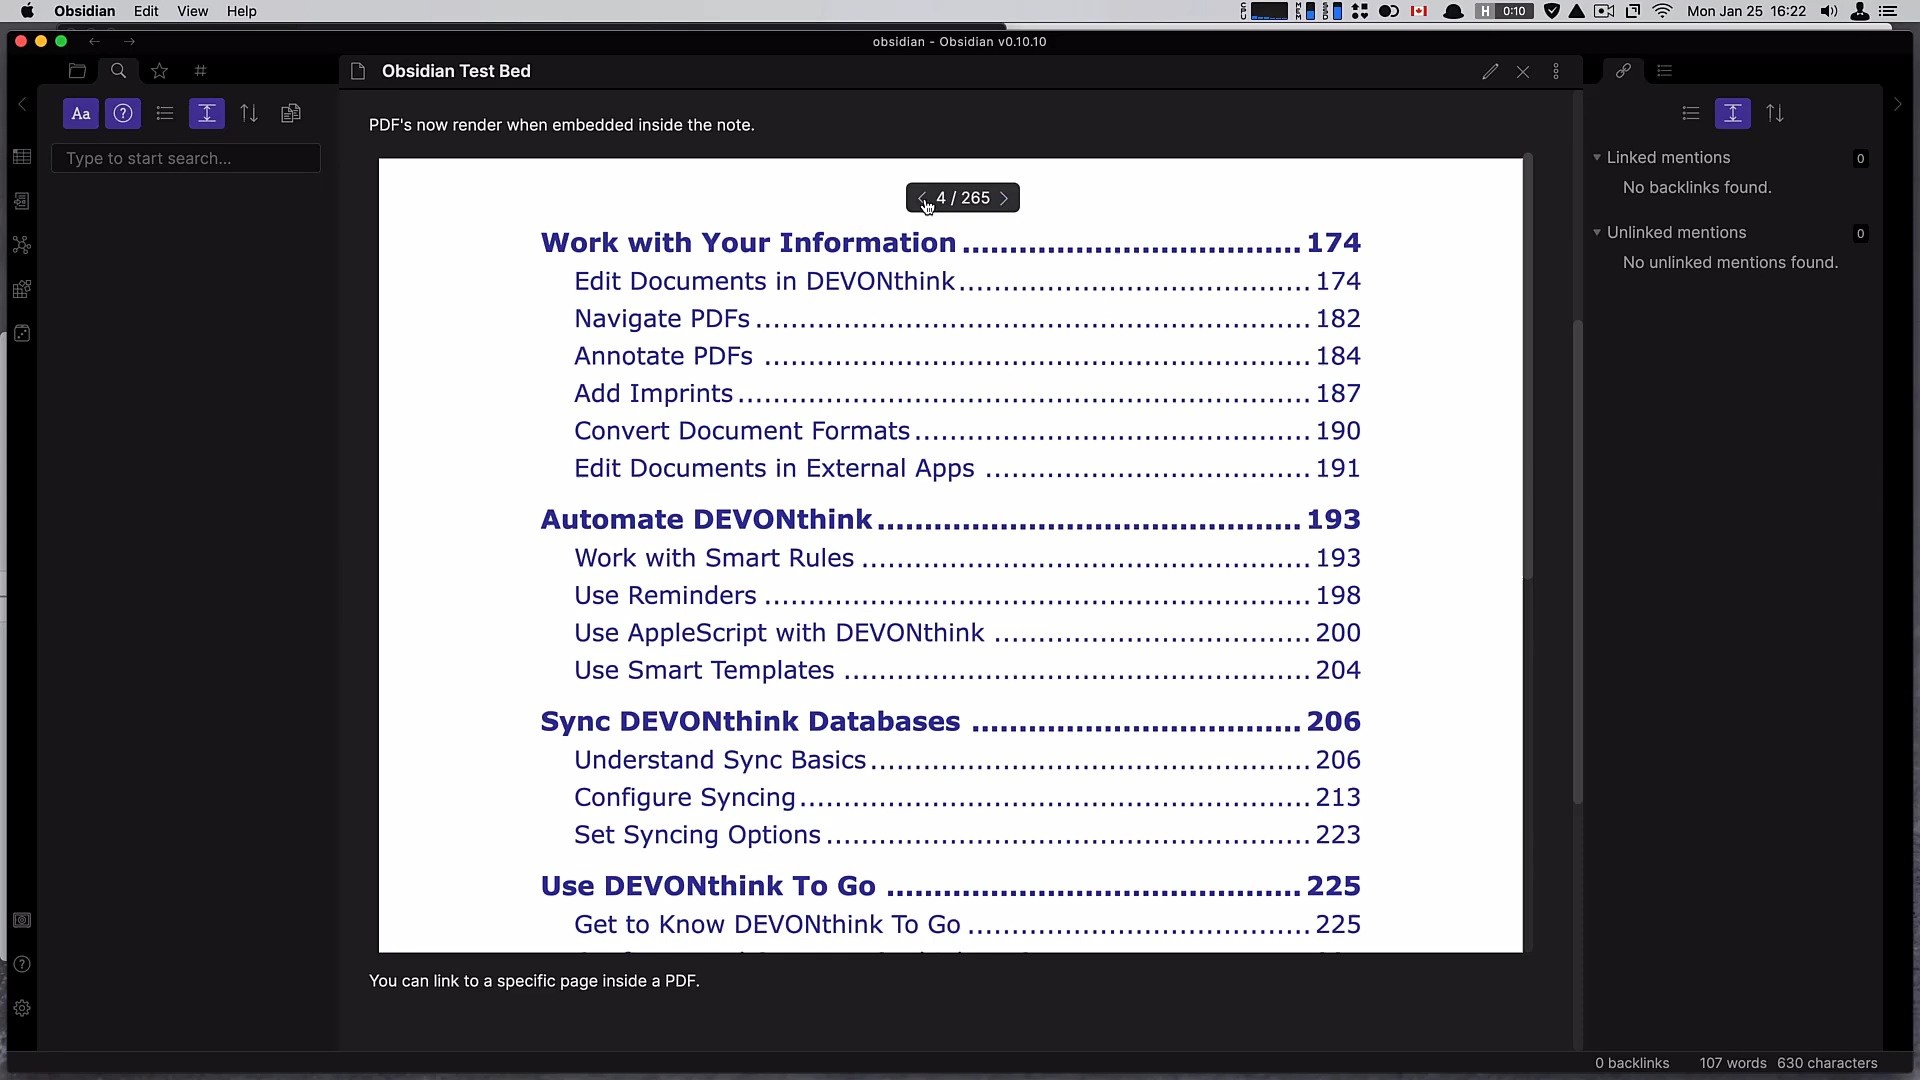 Obsidian Edit View Help
H 0:10 Mon Jan 25 16:22
obsidian - Obsidian v0.10.10
Obsidian Test Bed
Aa
Type to start search...
PDF's now render when embedded inside the note.
4 / 265
Work with Your Information .................................... 174
Edit Documents in DEVONthink ..................................... 174
Navigate PDFs ..................................... 182
Annotate PDFs ..................................... 184
Add Imprints ..................................... 187
Convert Document Formats ..................................... 190
Edit Documents in External Apps ..................................... 191
Automate DEVONthink ..................................... 193
Work with Smart Rules ..................................... 193
Use Reminders ..................................... 198
Use AppleScript with DEVONthink ..................................... 200
Use Smart Templates ..................................... 204
Sync DEVONthink Databases ..................................... 206
Understand Sync Basics ..................................... 206
Configure Syncing ..................................... 213
Set Syncing Options ..................................... 223
Use DEVONthink To Go ..................................... 225
Get to Know DEVONthink To Go ..................................... 225
You can link to a specific page inside a PDF.
Linked mentions 0
No backlinks found.
Unlinked mentions 0
No unlinked mentions found.
0 backlinks 107 words 630 characters